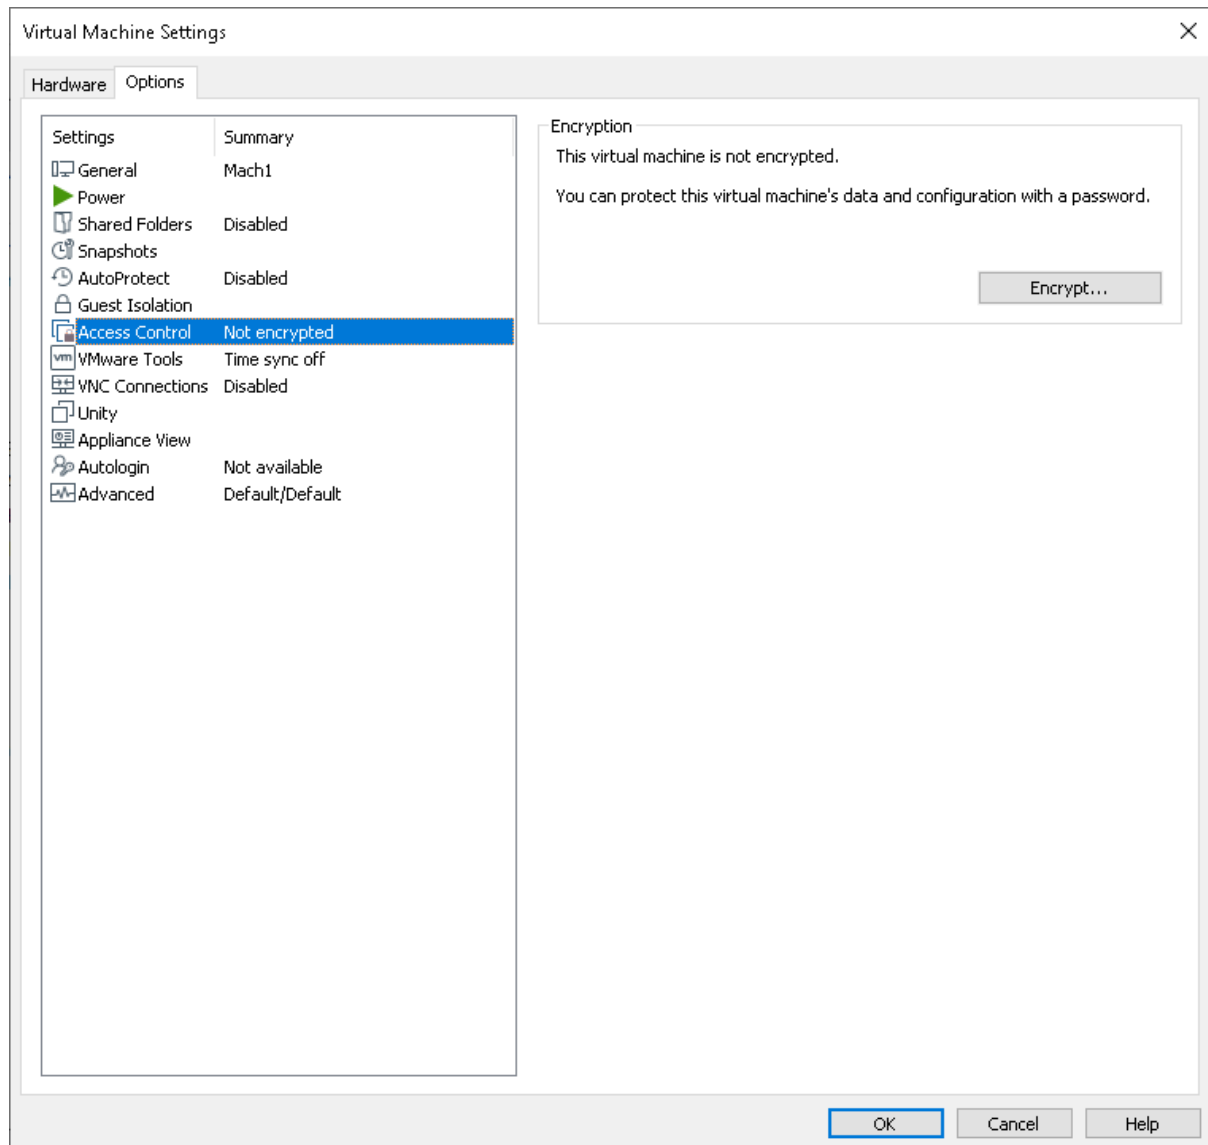 Virtual Machine Settings
Hardware Options
Settings Summary
General Mach1
Power
Shared Folders Disabled
Snapshots
AutoProtect Disabled
Guest Isolation
Access Control Not encrypted
vm VMware Tools Time sync off
VNC Connections Disabled
Unity
Appliance View
Autologin Not available
Advanced Default/Default
Encryption
This virtual machine is not encrypted.
You can protect this virtual machine's data and configuration with a password.
Encrypt...
OK Cancel Help